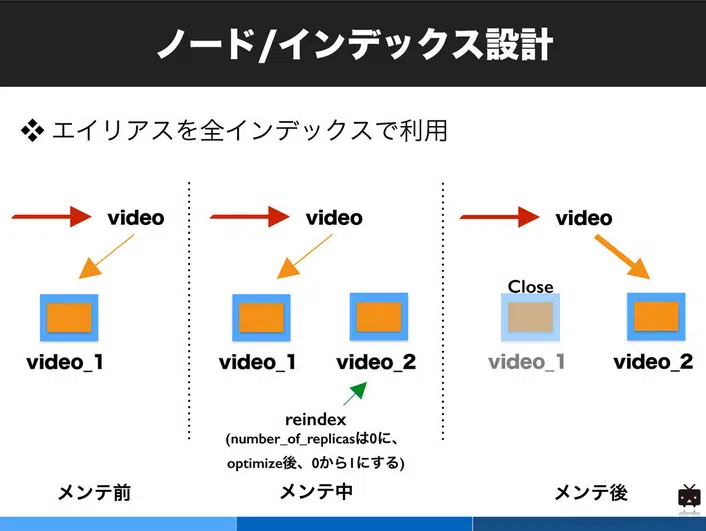 ノード/インデックス設計
❖ エイリアスを全インデックスで利用
video
video_1
メンテ前
video
video_1
video_2
reindex
(number_of_replicasは0に、
optimize後、0から1にする)
メンテ中
video
Close
video_1
video_2
メンテ後